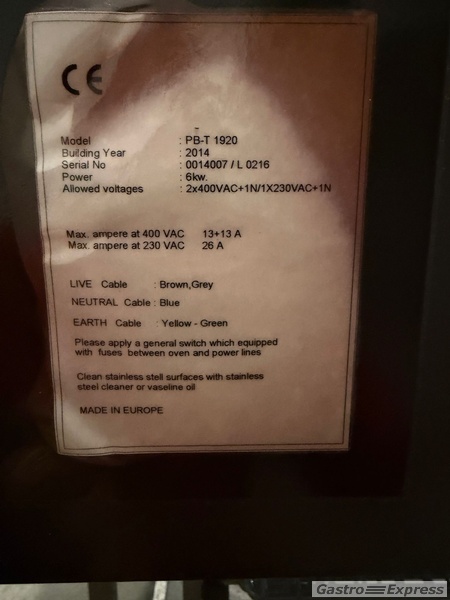 CE
Model : PB-T 1920
Building Year : 2014
Serial No : 0014007 / L 0216
Power : 6kw.
Allowed voltages : 2x400VAC+1N/1X230VAC+1N
Max. ampere at 400 VAC 13+13 A
Max. ampere at 230 VAC 26 A
LIVE Cable : Brown,Grey
NEUTRAL Cable : Blue
EARTH Cable : Yellow - Green
Please apply a general switch which equipped
with fuses between oven and power lines
Clean stainless stell surfaces with stainless
steel cleaner or vaseline oil
MADE IN EUROPE
Gastro Express